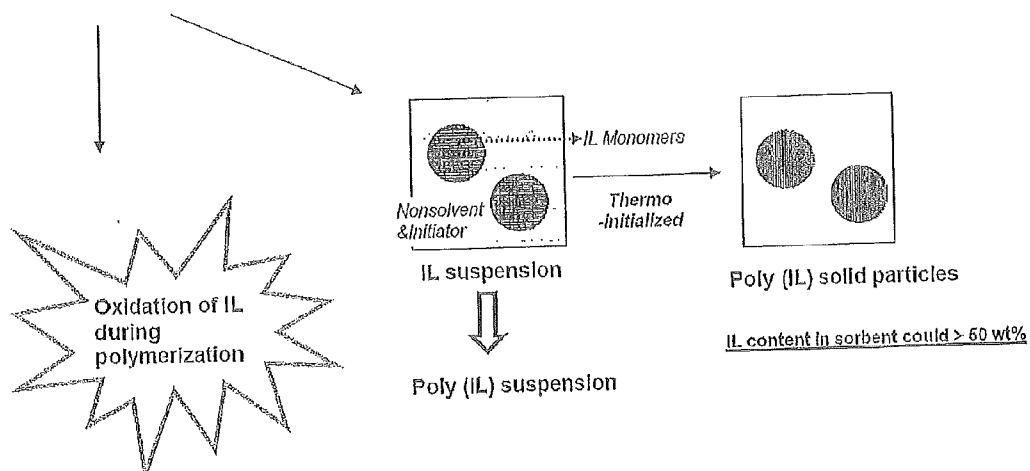 IL Monomers
Nonsolvent
&Initiator
Thermo
-Initialized
IL suspension
Poly (IL) solid particles
Oxidation of IL
during
polymerization
IL content in sorbent could > 60 wt%
Poly (IL) suspension